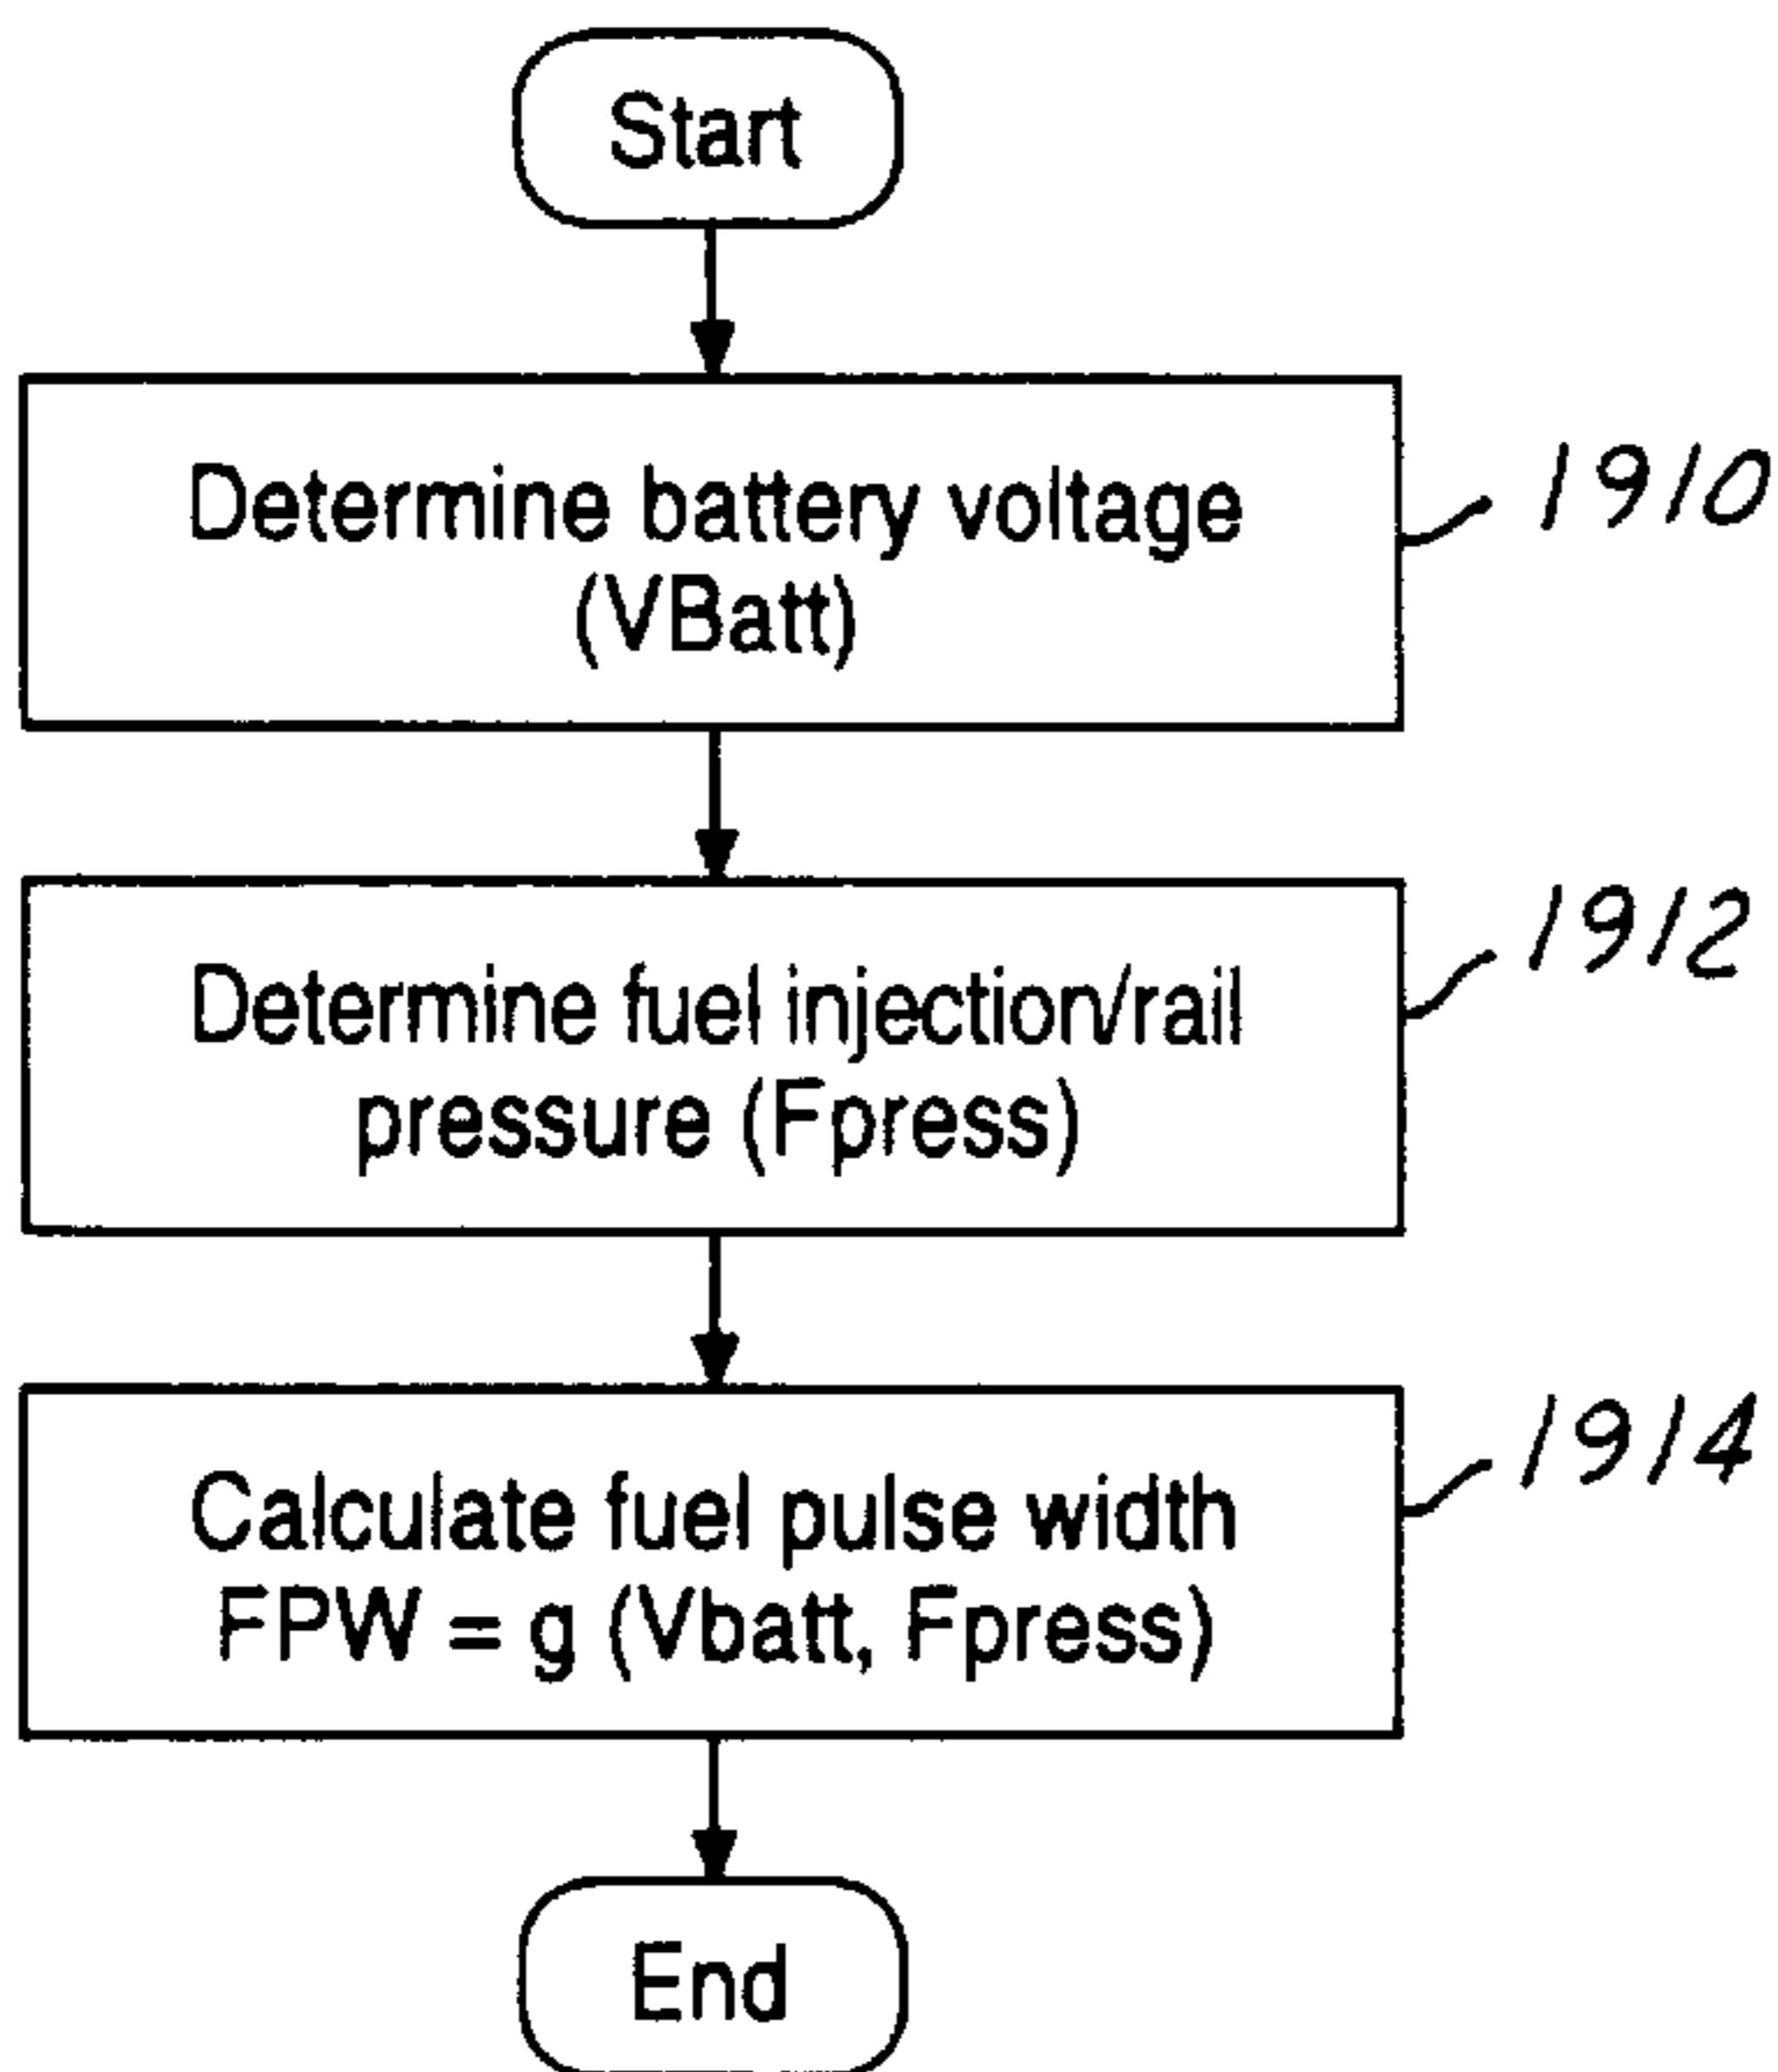 Start
Determine battery voltage
(VBatt)
1910
Determine fuel injection/rail
pressure (Fpress)
1912
Calculate fuel pulse width
FPW = g (Vbatt, Fpress)
1914
End